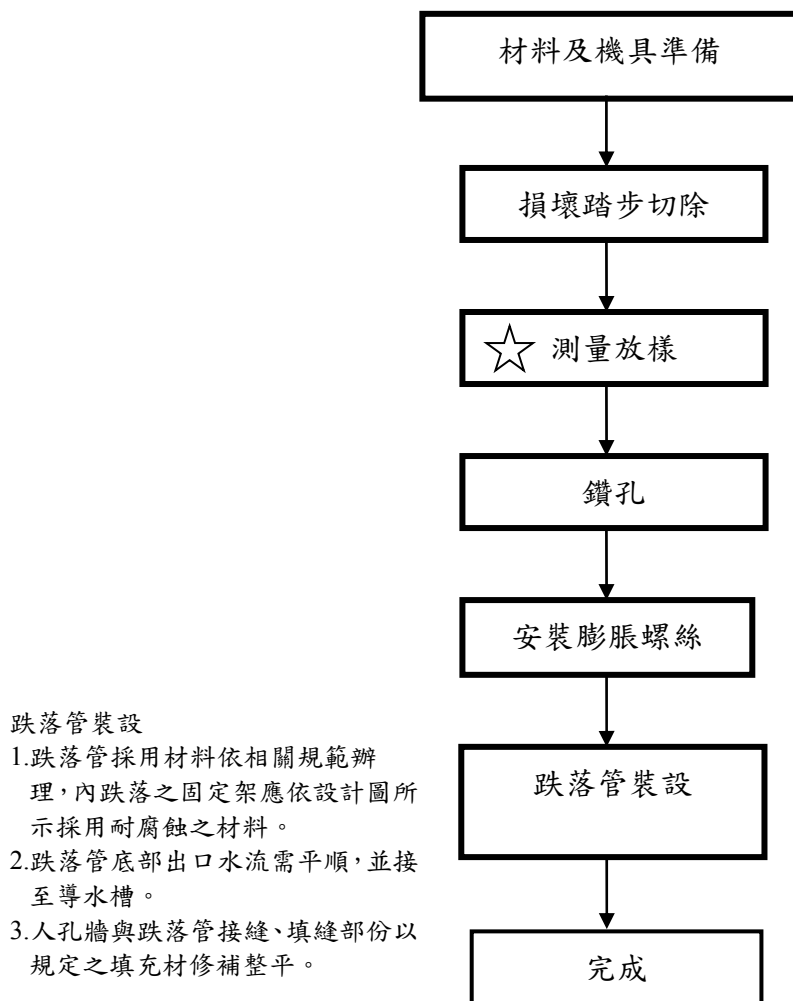 材料及機具準備
損壞踏步切除
☆ 測量放樣
鑽孔
安裝膨脹螺絲
跌落管裝設
1.跌落管採用材料依相關規範辦
理，內跌落之固定架應依設計圖所
示採用耐腐蝕之材料。
2.跌落管底部出口水流需平順，並接
至導水槽。
3.人孔牆與跌落管接縫、填縫部份以
規定之填充材修補整平。
跌落管裝設
完成